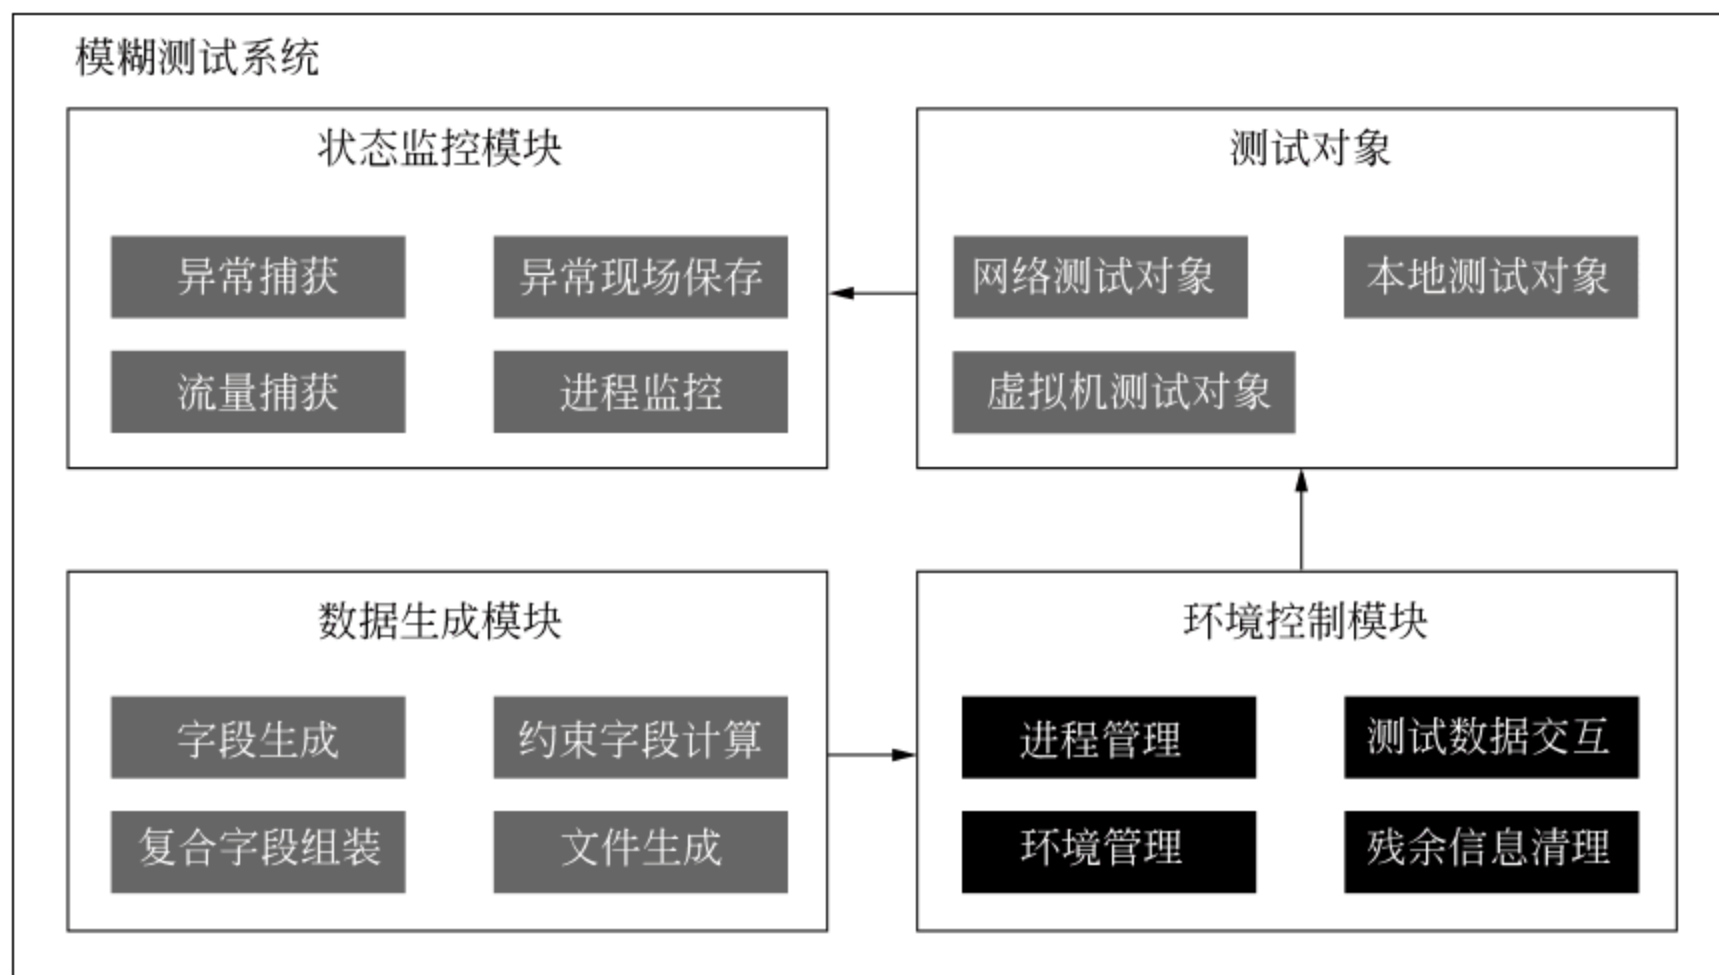 模糊测试系统
状态监控模块
异常捕获
异常现场保存
流量捕获
进程监控
测试对象
网络测试对象
本地测试对象
虚拟机测试对象
数据生成模块
字段生成
约束字段计算
复合字段组装
文件生成
环境控制模块
进程管理
测试数据交互
环境管理
残余信息清理